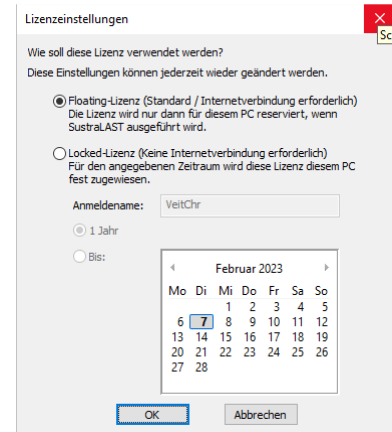 Lizenzeinstellungen
Sc
Wie soll diese Lizenz verwendet werden?
Diese Einstellungen können jederzeit wieder geändert werden.
Floating-Lizenz (Standard / Internetverbindung erforderlich)
Die Lizenz wird nur dann für diesem PC reserviert, wenn
SustraLAST ausgeführt wird.
Locked-Lizenz (Keine Internetverbindung erforderlich)
Für den angegebenen Zeitraum wird diese Lizenz diesem PC
fest zugewiesen.
Anmeldename: VeitChr
1 Jahr
Bis:
Februar 2023
Mo Di Mi Do Fr Sa So
1 2 3 4 5
6 7 8 9 10 11 12
13 14 15 16 17 18 19
20 21 22 23 24 25 26
27 28
OK Abbrechen